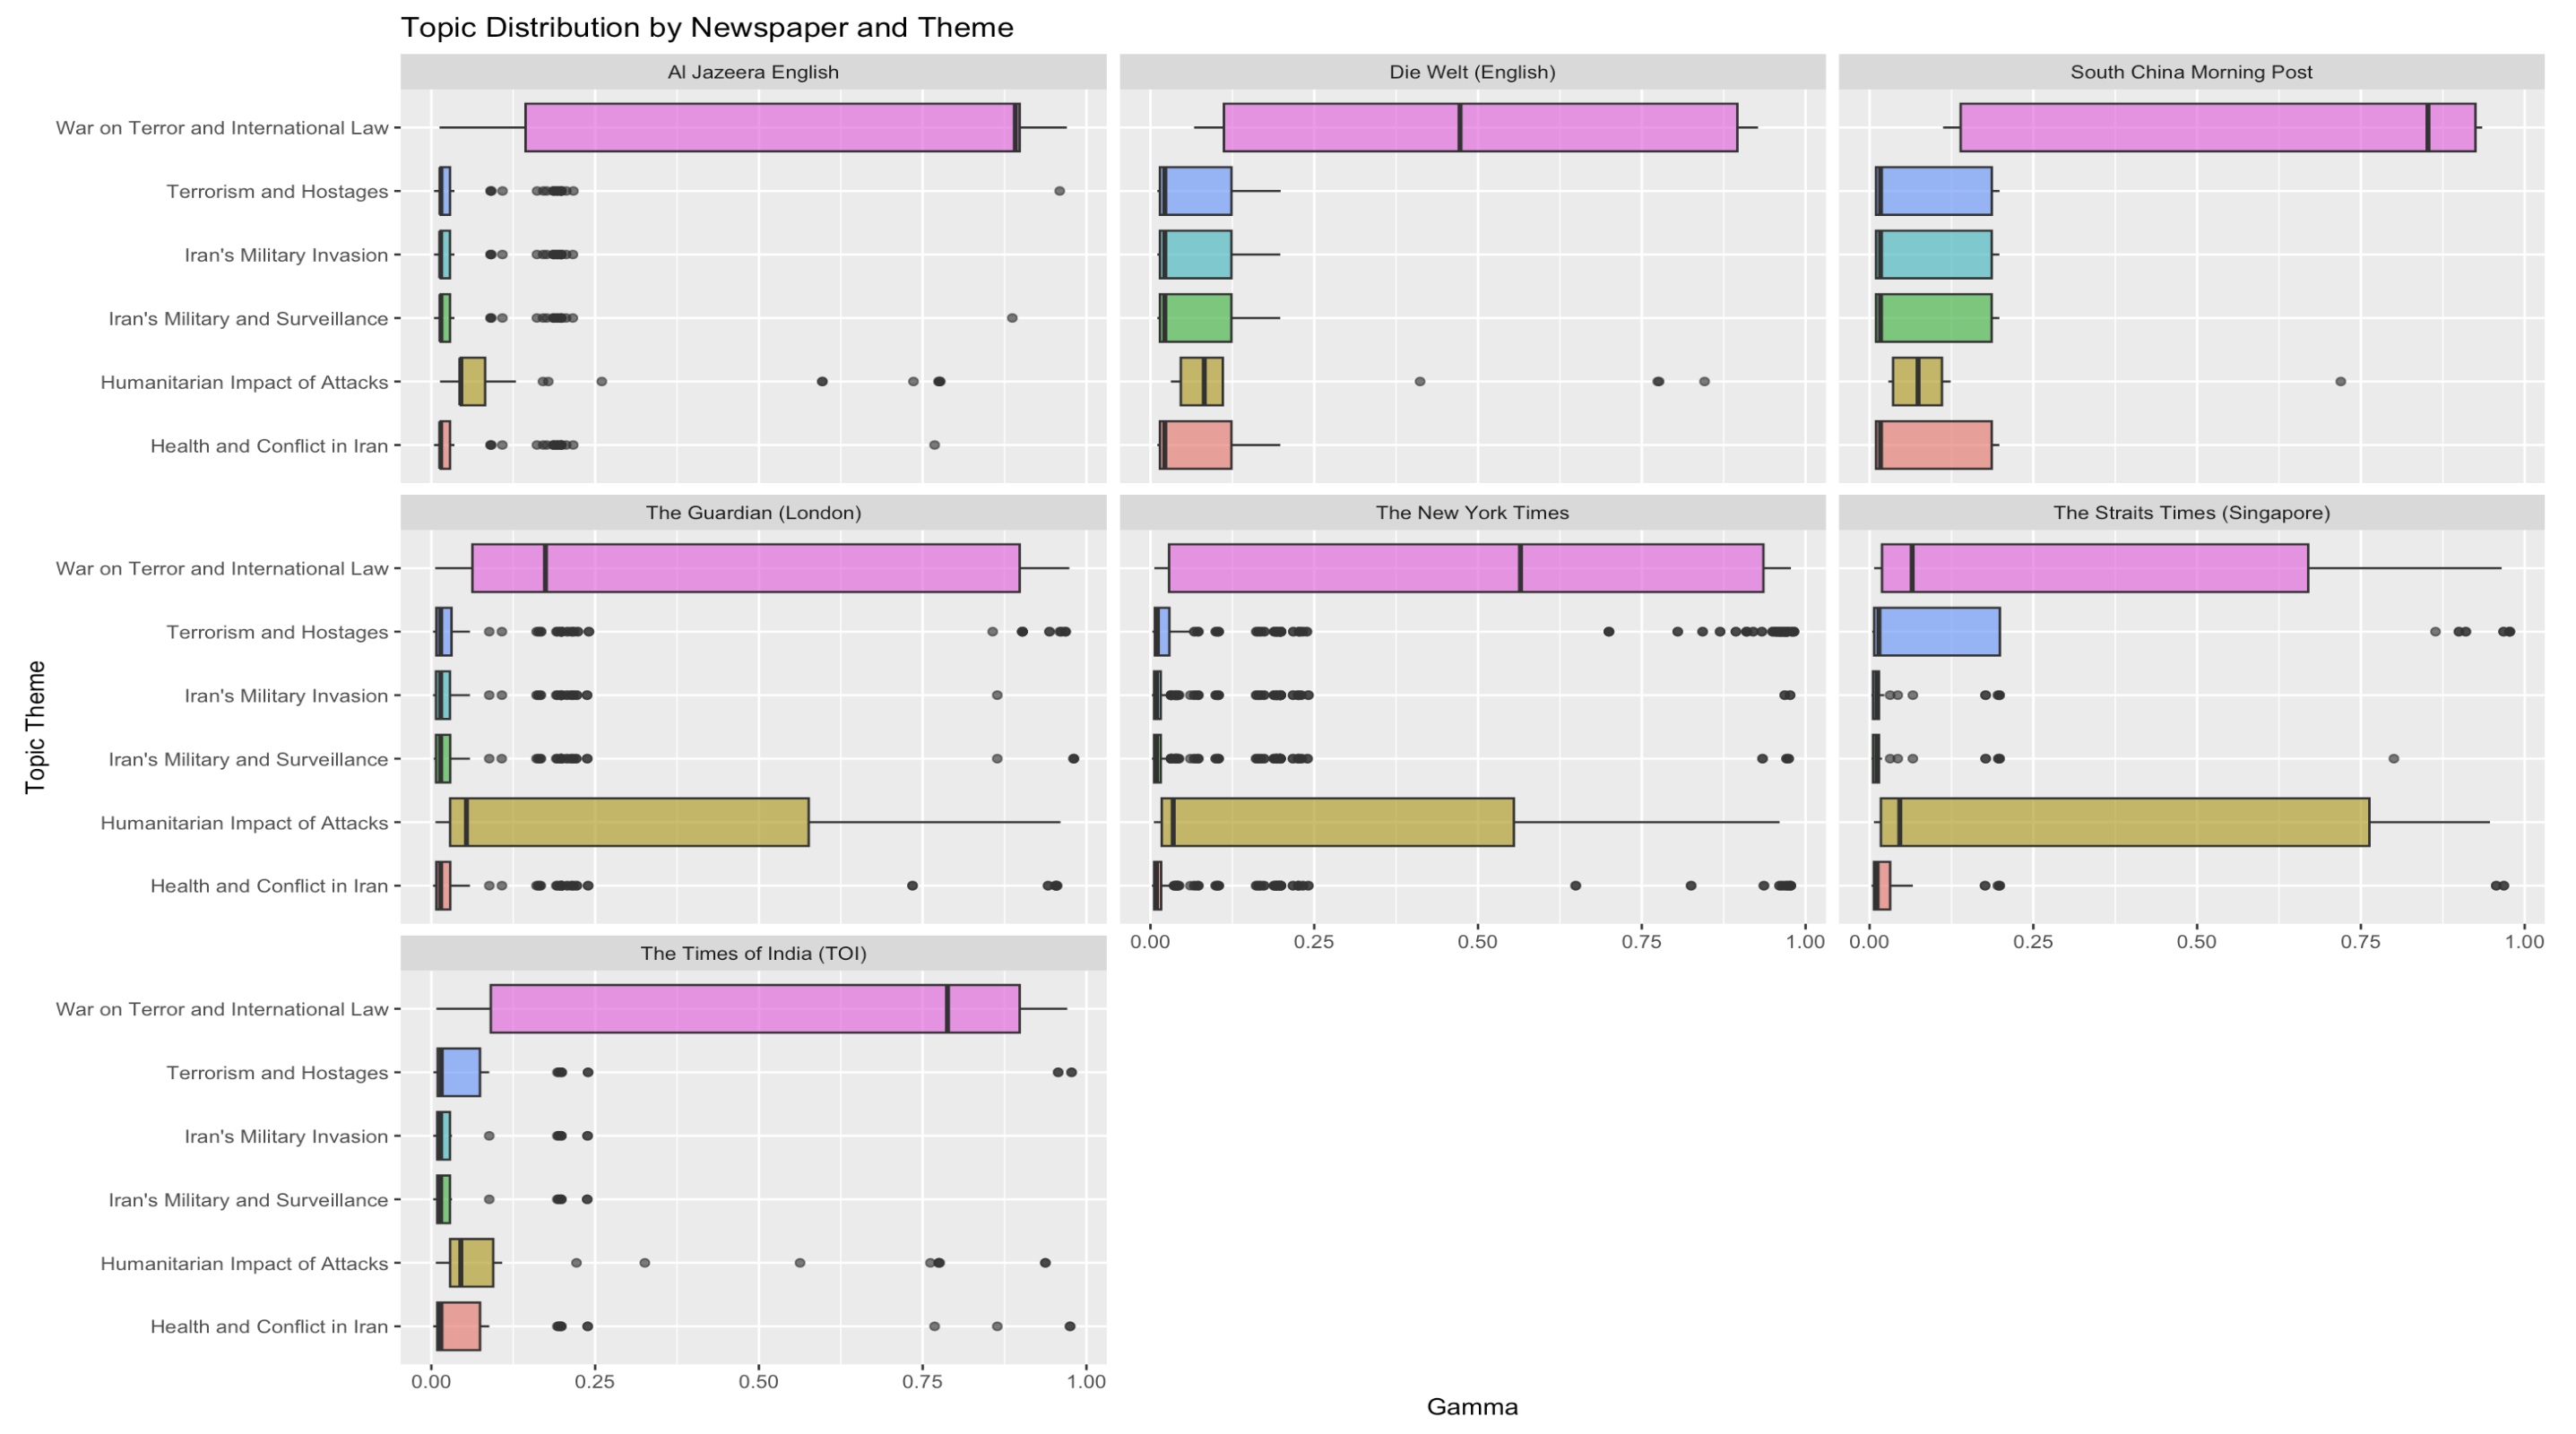 Topic Distribution by Newspaper and Theme
Al Jazeera English
Die Welt (English)
South China Morning Post
War on Terror and International Law
Terrorism and Hostages
Iran's Military Invasion
Iran's Military and Surveillance
Humanitarian Impact of Attacks
Health and Conflict in Iran
The Guardian (London)
The New York Times
The Straits Times (Singapore)
War on Terror and International Law
Terrorism and Hostages
Iran's Military Invasion
Iran's Military and Surveillance
Humanitarian Impact of Attacks
Health and Conflict in Iran
Topic Theme
0.00 0.25 0.50 0.75 1.00
0.00 0.25 0.50 0.75 1.00
The Times of India (TOI)
War on Terror and International Law
Terrorism and Hostages
Iran's Military Invasion
Iran's Military and Surveillance
Humanitarian Impact of Attacks
Health and Conflict in Iran
0.00 0.25 0.50 0.75 1.00
Gamma